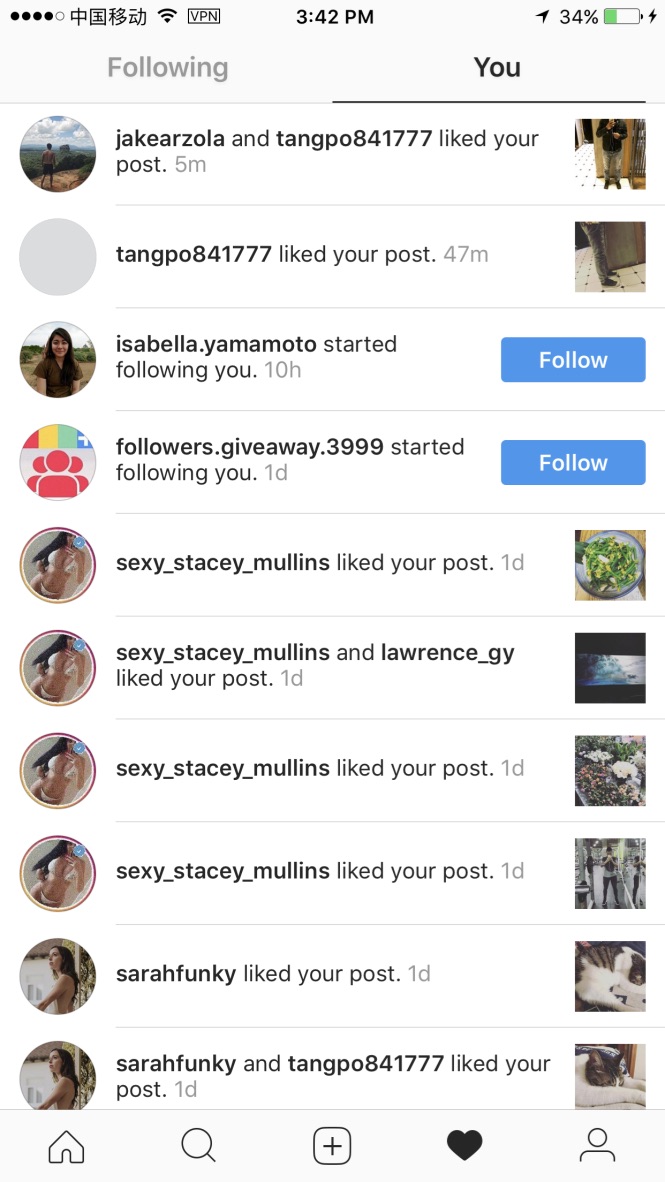 中国移动 VPN 3:42 PM 34%
Following You
jakearzola and tangpo841777 liked your
post. 5m
tangpo841777 liked your post. 47m
isabella.yamamoto started
following you. 10h
Follow
followers.giveaway.3999 started
following you. 1d
Follow
sexy_stacey_mullins liked your post. 1d
sexy_stacey_mullins and lawrence_gy
liked your post. 1d
sexy_stacey_mullins liked your post. 1d
sexy_stacey_mullins liked your post. 1d
sarahfunky liked your post. 1d
sarahfunky and tangpo841777 liked your
post. 1d